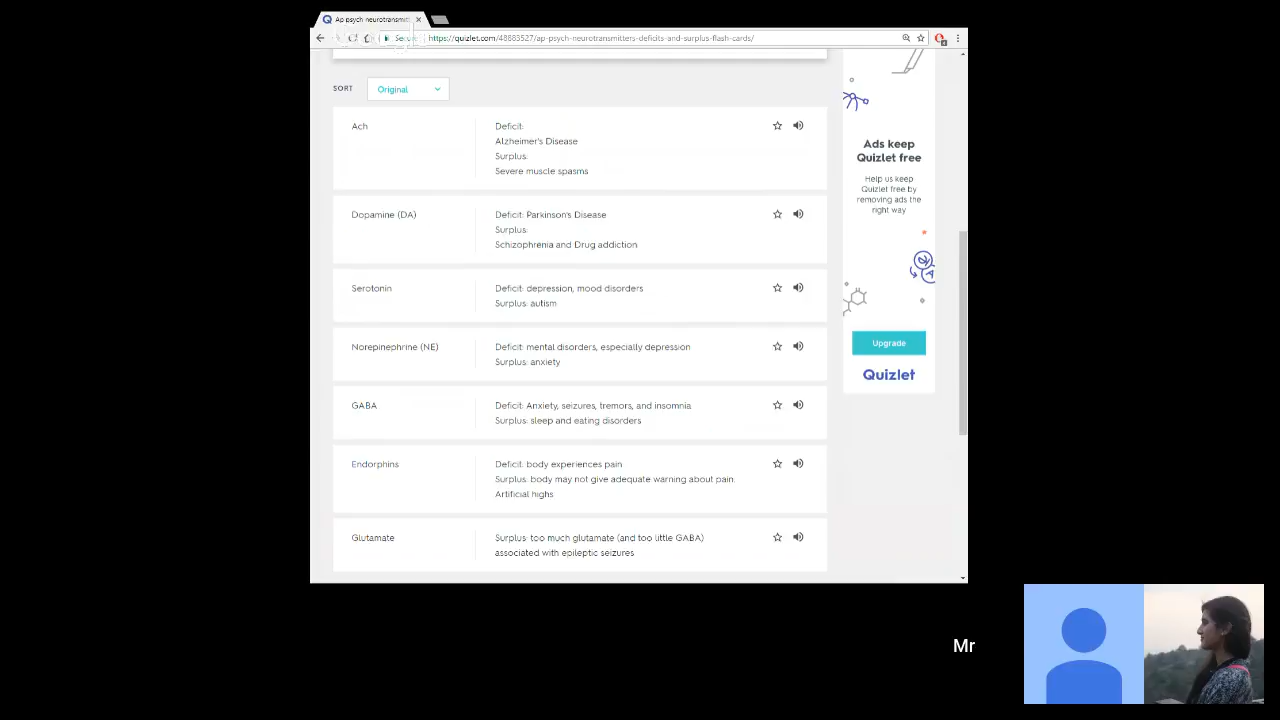 Ap psych neurotransmitt
Secure
https://quizlet.com/48883527/ap-psych-neurotransmitters-deficits-and-surplus-flash-cards/
SORT
Original
Ach
Deficit:
Alzheimer's Disease
Surplus:
Severe muscle spasms
Dopamine (DA)
Deficit: Parkinson's Disease
Surplus:
Schizophrenia and Drug addiction
Serotonin
Deficit: depression, mood disorders
Surplus: autism
Norepinephrine (NE)
Deficit: mental disorders, especially depression
Surplus: anxiety
GABA
Deficit: Anxiety, seizures, tremors, and insomnia
Surplus: sleep and eating disorders
Endorphins
Deficit: body experiences pain
Surplus: body may not give adequate warning about pain.
Artificial highs
Glutamate
Surplus: too much glutamate (and too little GABA)
associated with epileptic seizures
Ads keep
Quizlet free
Help us keep
Quizlet free by
removing ads the
right way
Upgrade
Quizlet
Mr